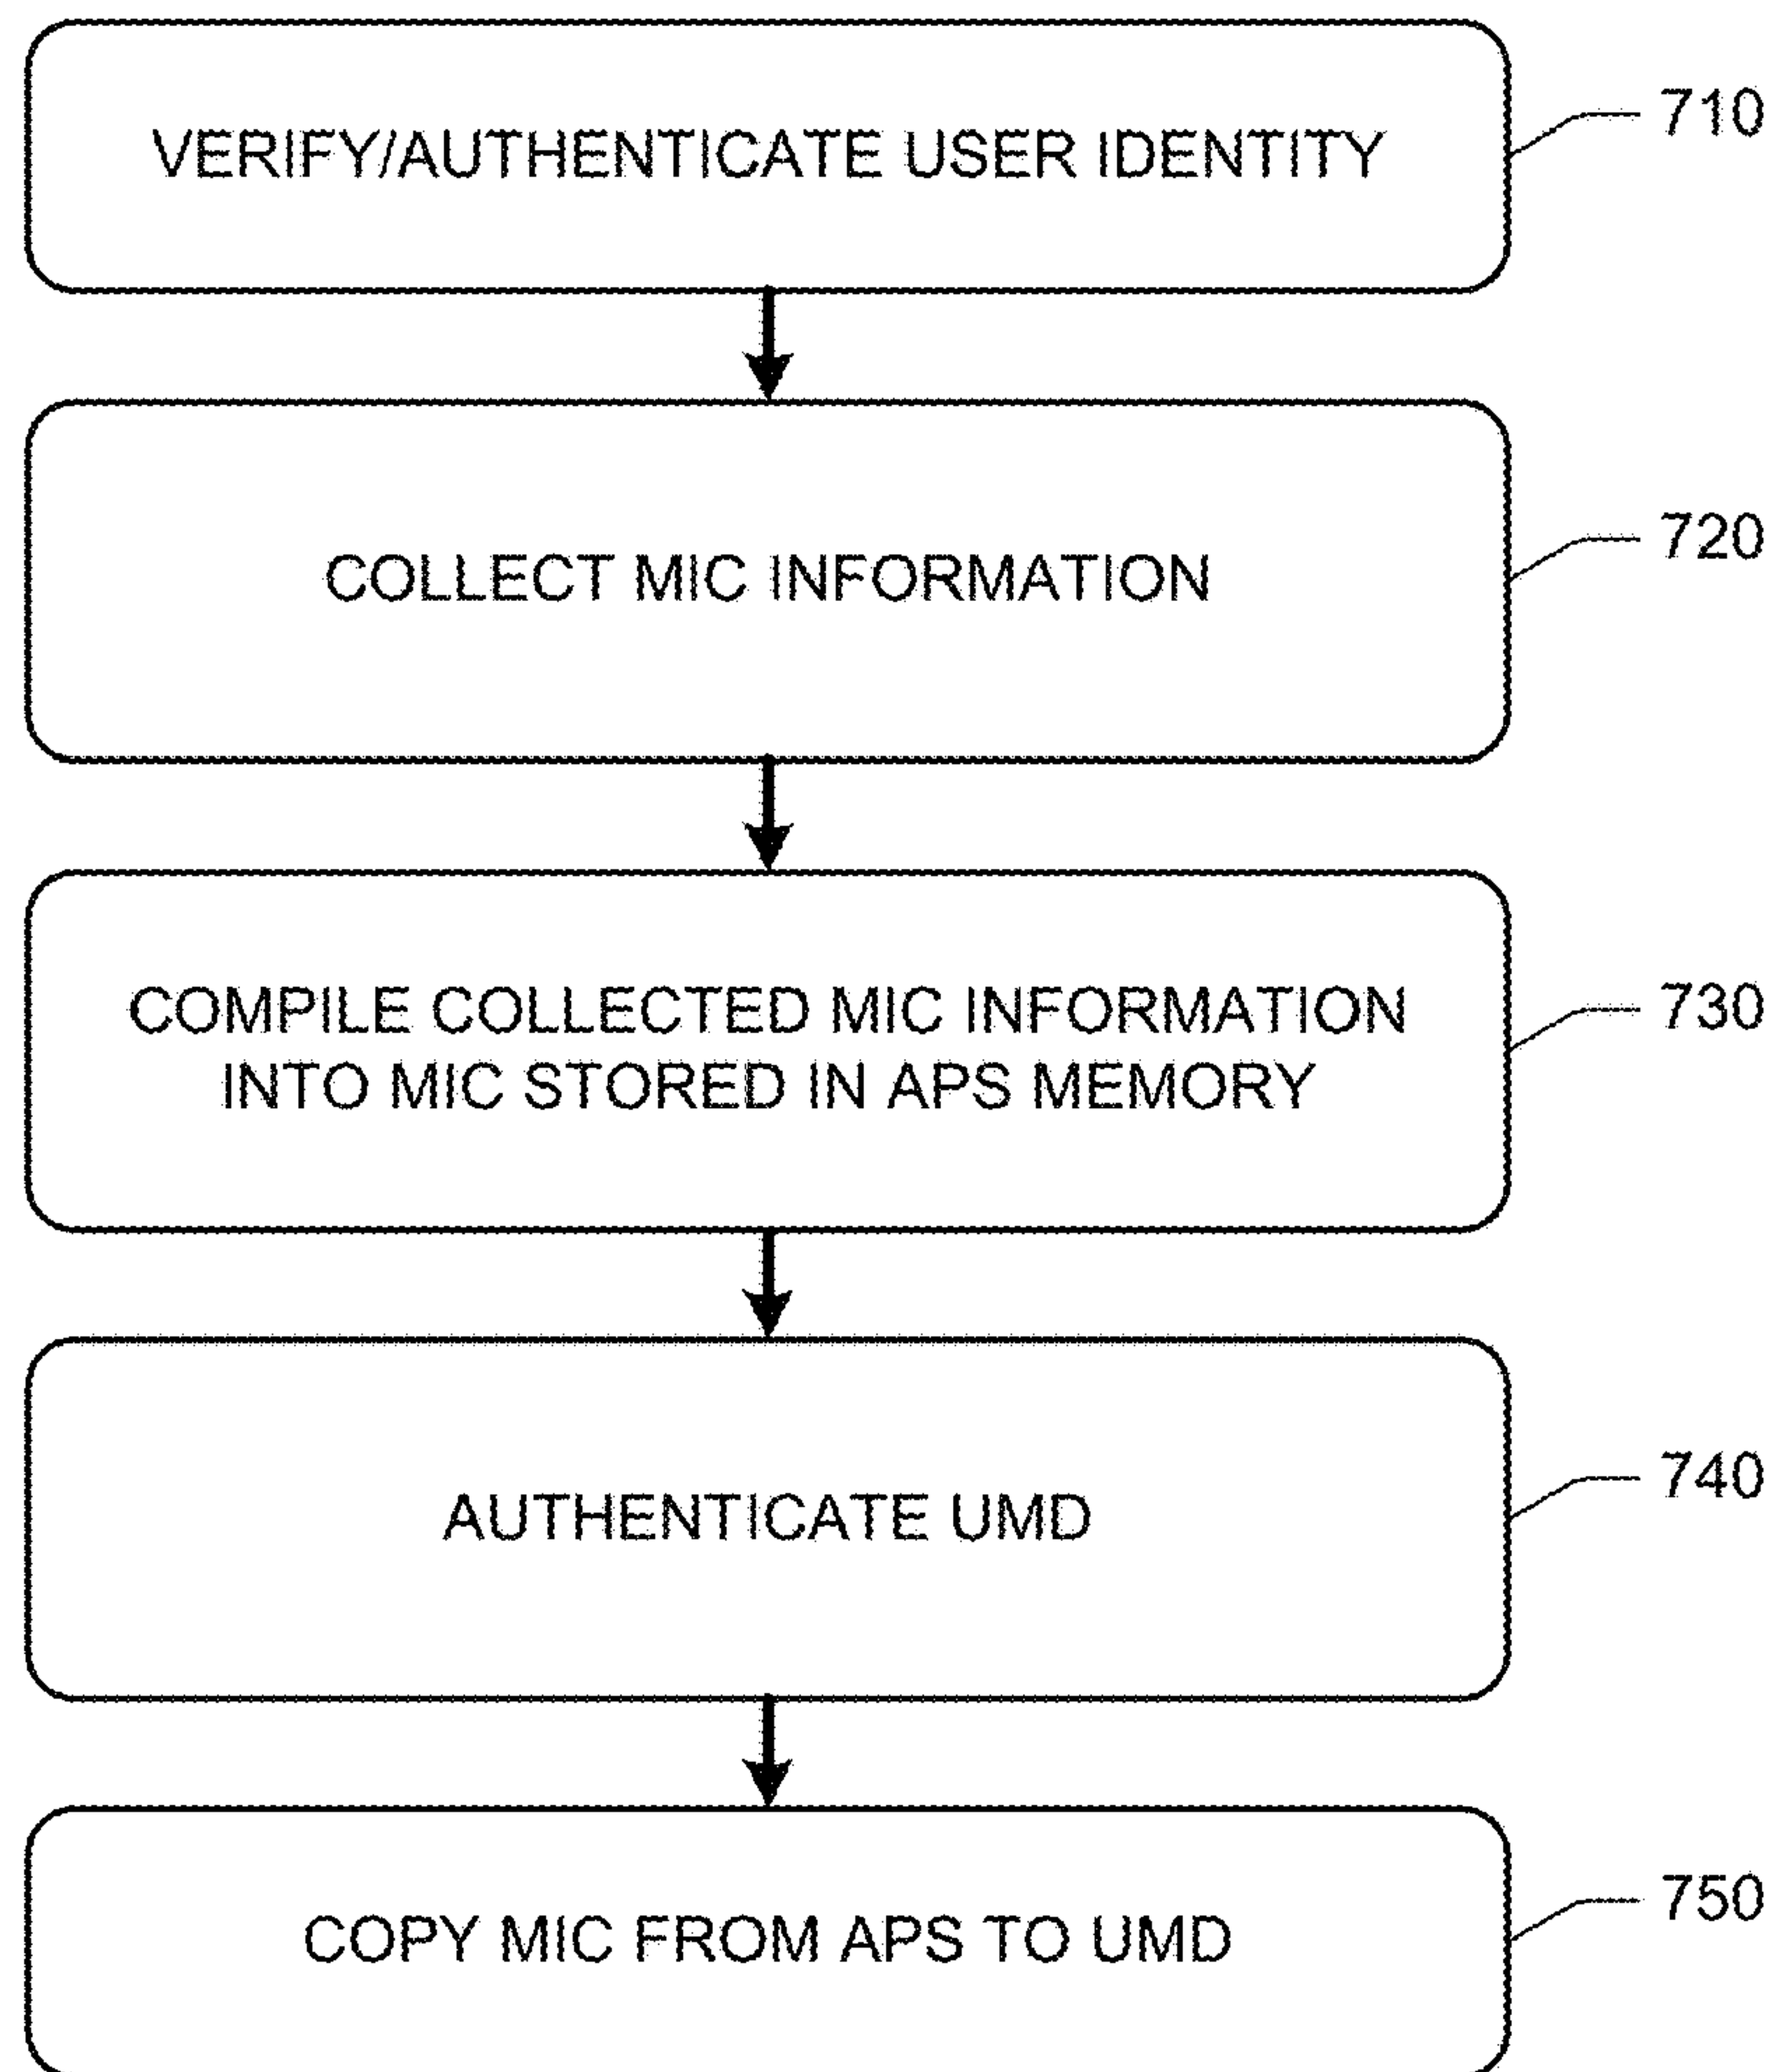 VERIFY/AUTHENTICATE USER IDENTITY
710
COLLECT MIC INFORMATION
720
COMPILE COLLECTED MIC INFORMATION
INTO MIC STORED IN APS MEMORY
730
AUTHENTICATE UMD
740
COPY MIC FROM APS TO UMD
750